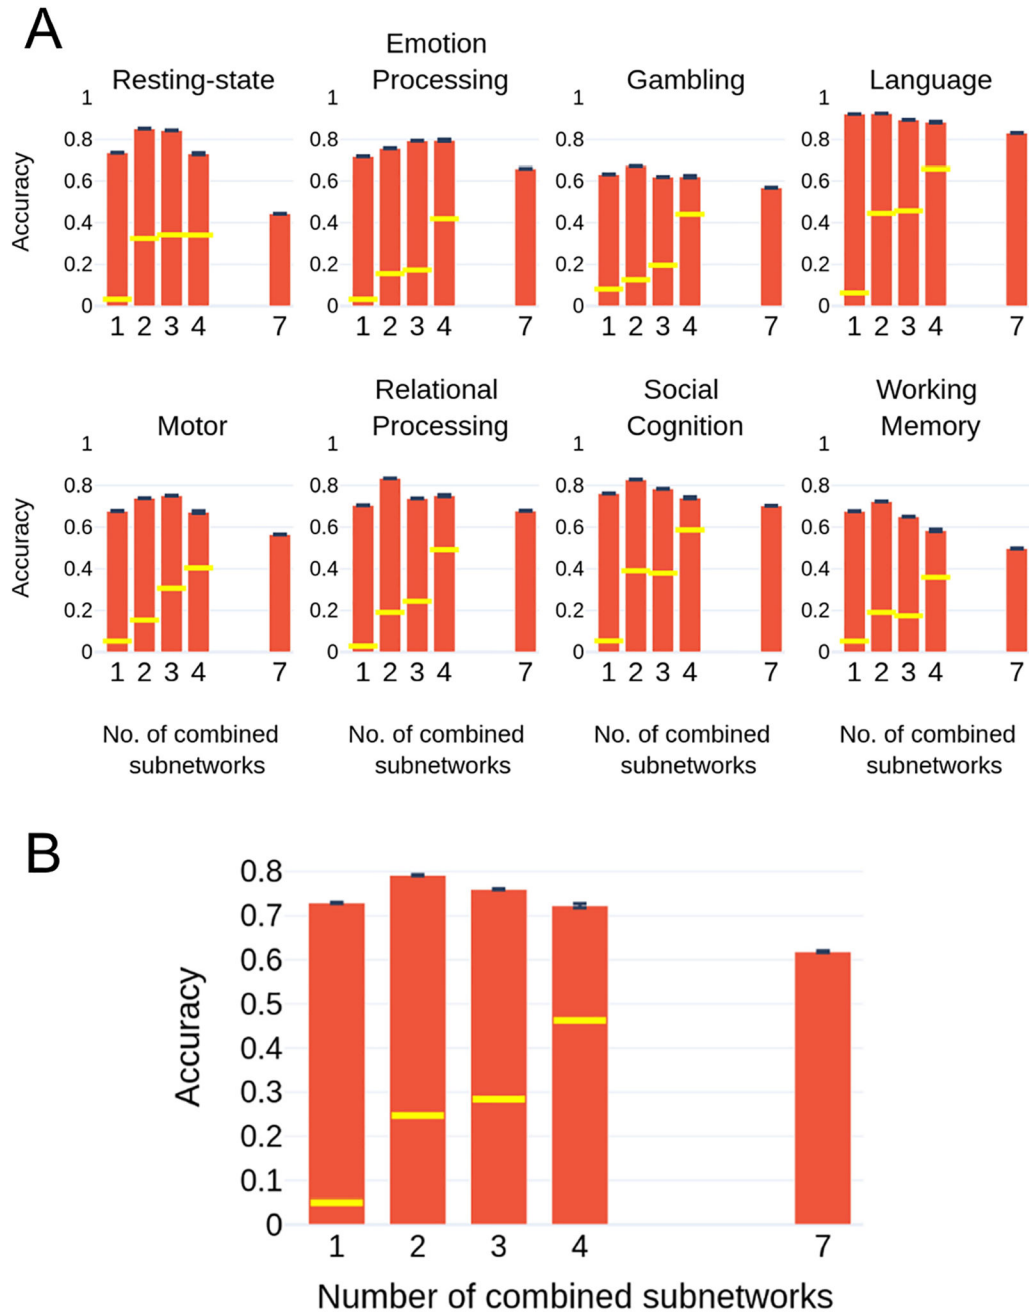 A
Resting-state
Emotion
Processing
Gambling
Language
Accuracy
1
0.8
0.6
0.4
0.2
0
1 2 3 4 7
1
0.8
0.6
0.4
0.2
0
1 2 3 4 7
1
0.8
0.6
0.4
0.2
0
1 2 3 4 7
1
0.8
0.6
0.4
0.2
0
1 2 3 4 7
Motor
Relational
Processing
Social
Cognition
Working
Memory
Accuracy
1
0.8
0.6
0.4
0.2
0
1 2 3 4 7
No. of combined
subnetworks
1
0.8
0.6
0.4
0.2
0
1 2 3 4 7
No. of combined
subnetworks
1
0.8
0.6
0.4
0.2
0
1 2 3 4 7
No. of combined
subnetworks
1
0.8
0.6
0.4
0.2
0
1 2 3 4 7
No. of combined
subnetworks
B
Accuracy
0.8
0.7
0.6
0.5
0.4
0.3
0.2
0.1
0
1 2 3 4 7
Number of combined subnetworks